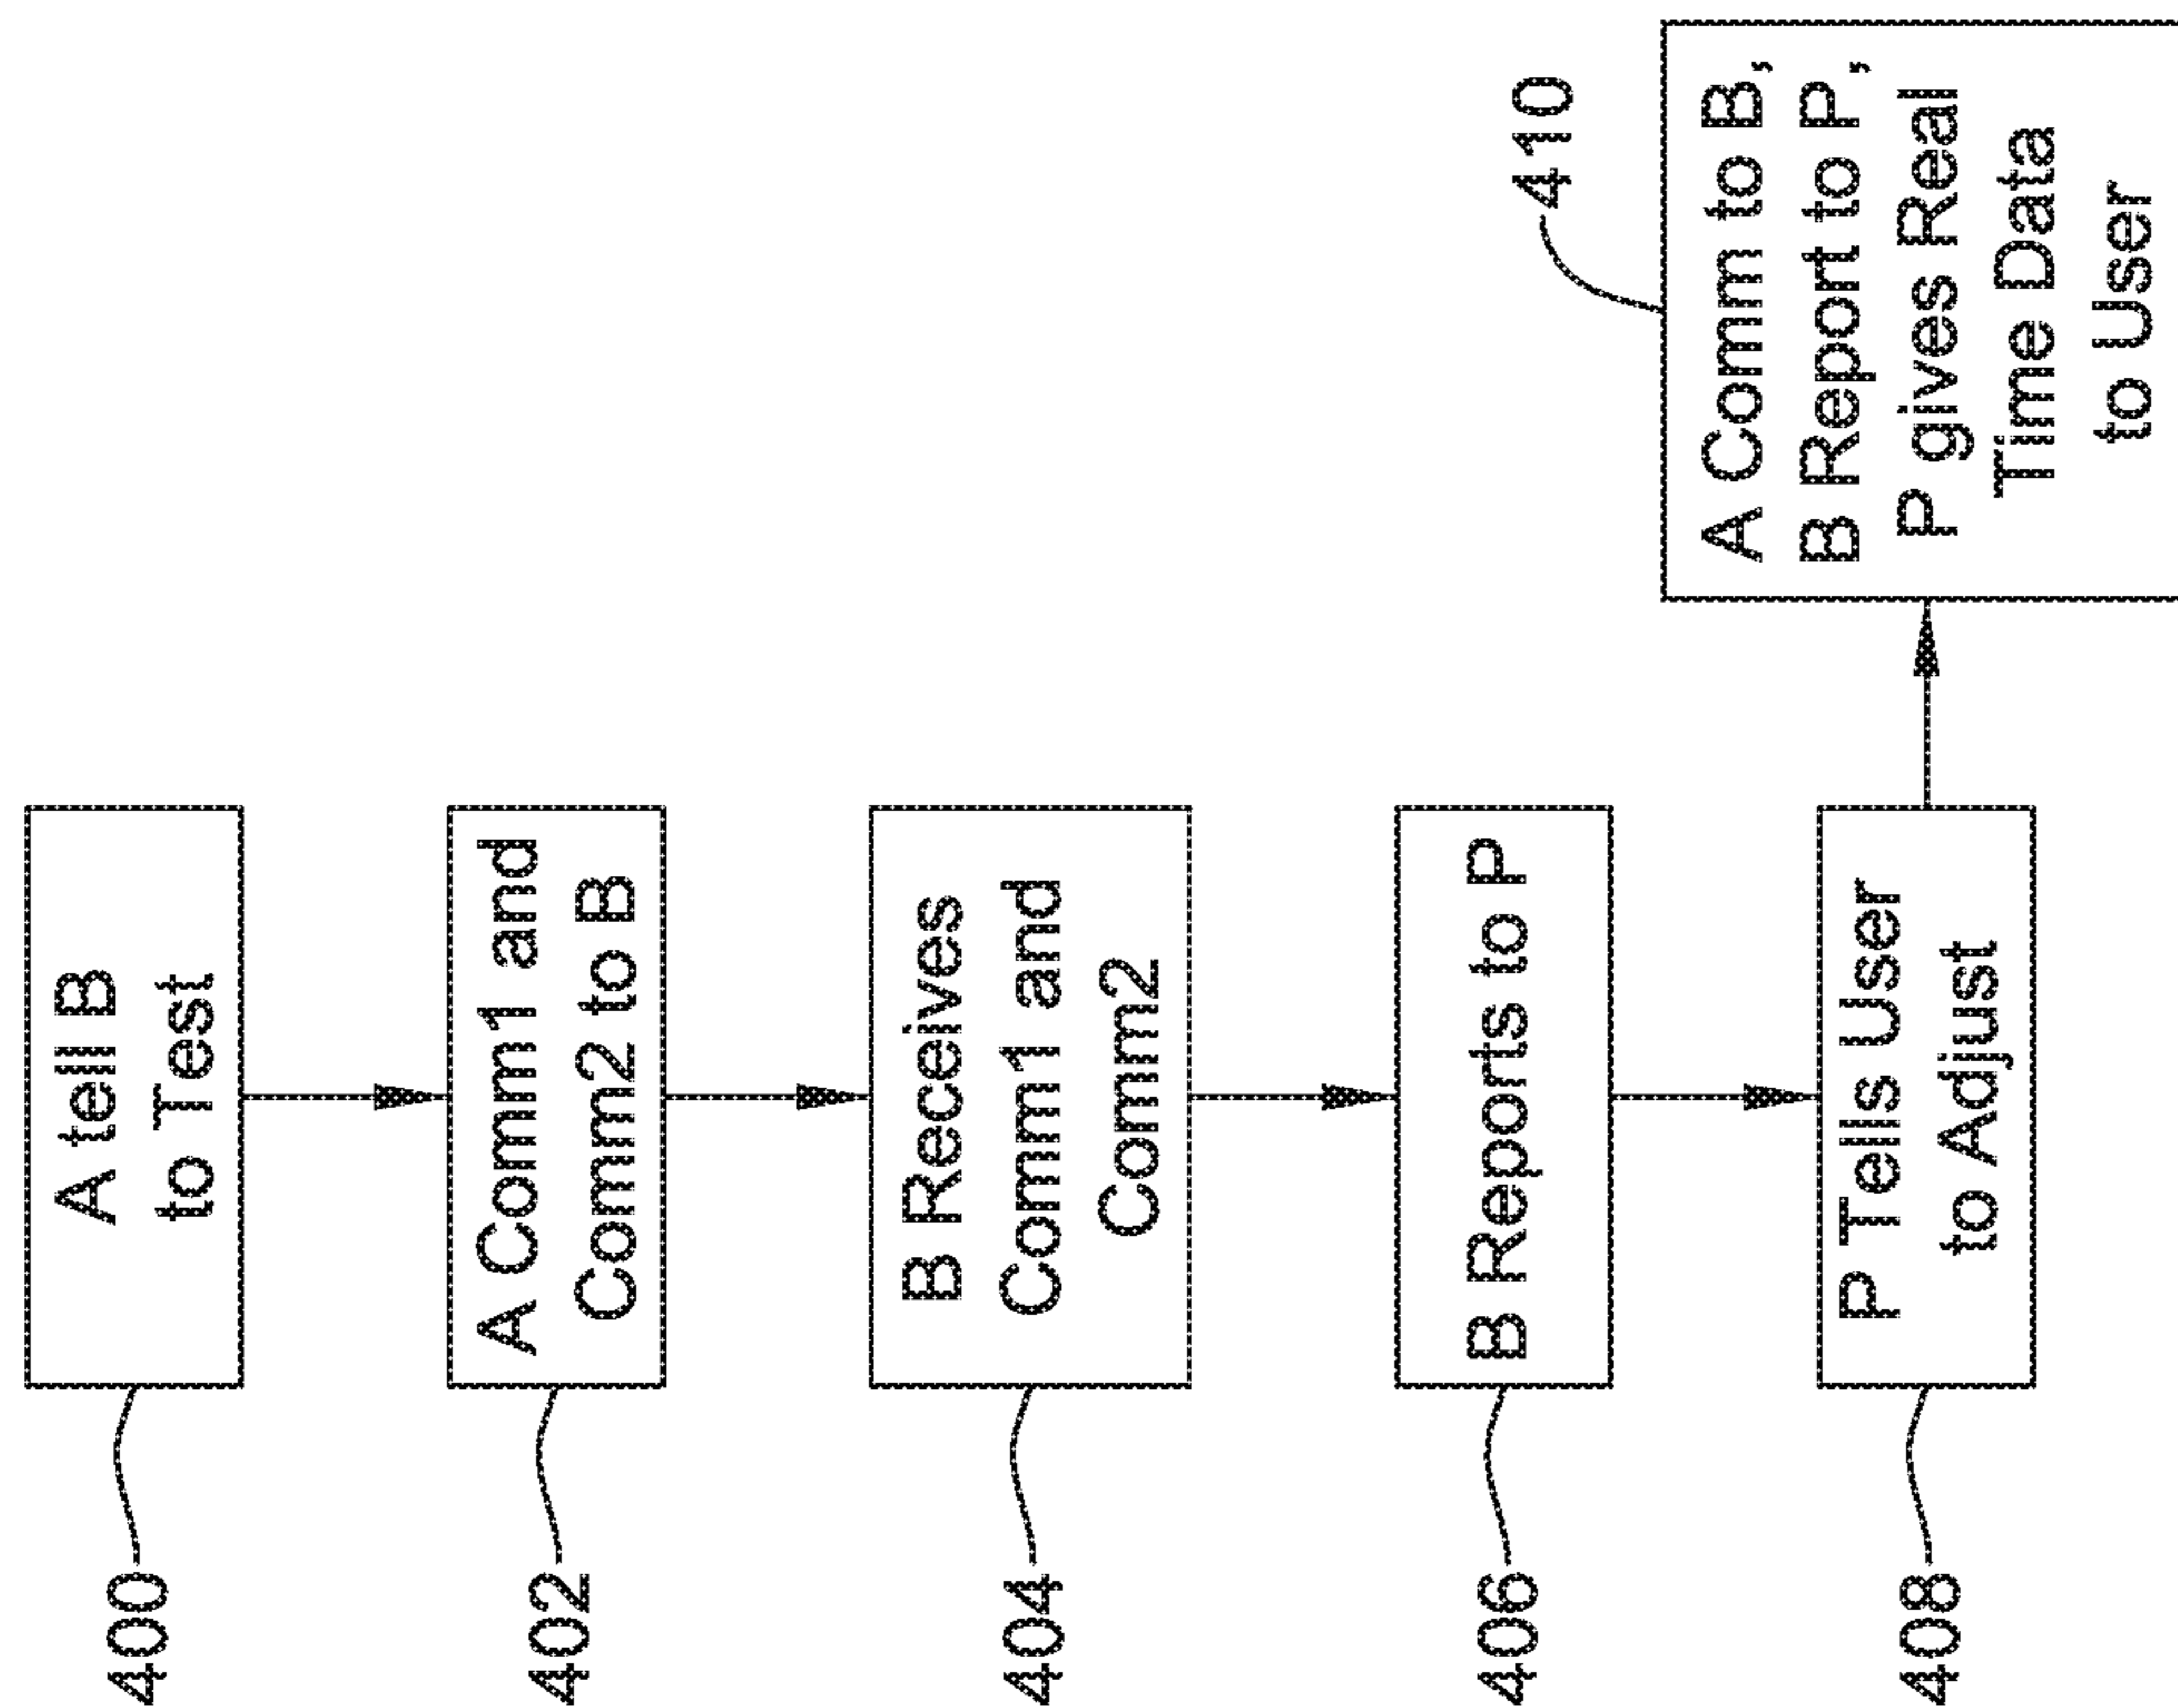 400
A tell B
to Test
402
A Comm1 and
Comm2 to B
404
B Receives
Comm1 and
Comm2
406
B Reports to P
408
P Tells User
to Adjust
410
A Comm to B,
B Report to P,
P gives Real
Time Data
to User